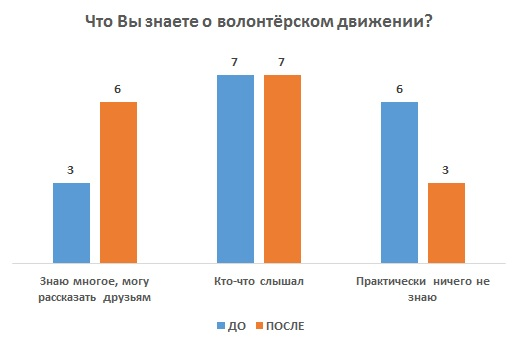 Что Вы знаете о волонтёрском движении?
3
6
7
7
6
3
Знаю многое, могу
рассказать друзьям
Кто-что слышал
Практически ничего не
знаю
ДО
ПОСЛЕ